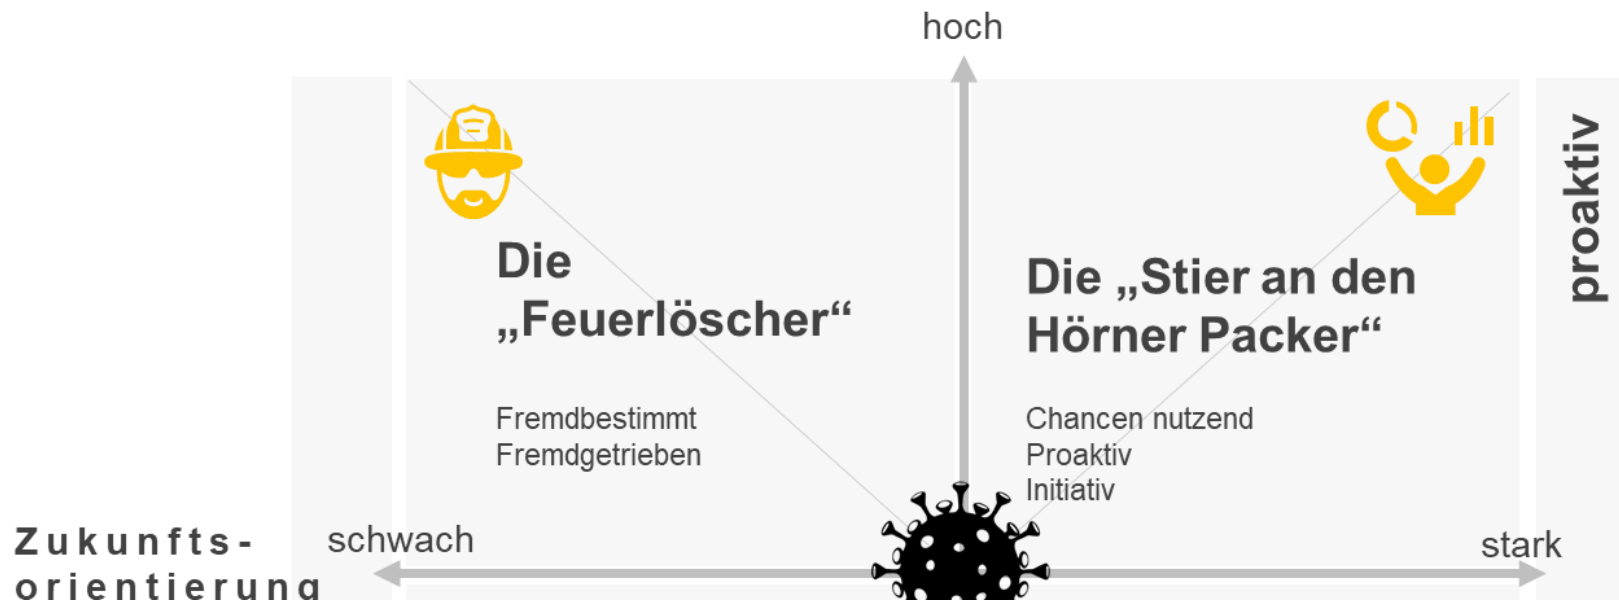 hoch
proaktiv
Die
„Feuerlöscher“
Die „Stier an den
Hörner Packer“
Fremdbestimmt
Fremdgetrieben
Chancen nutzend
Proaktiv
Initiativ
Zukunfts-
orientierung
schwach
stark